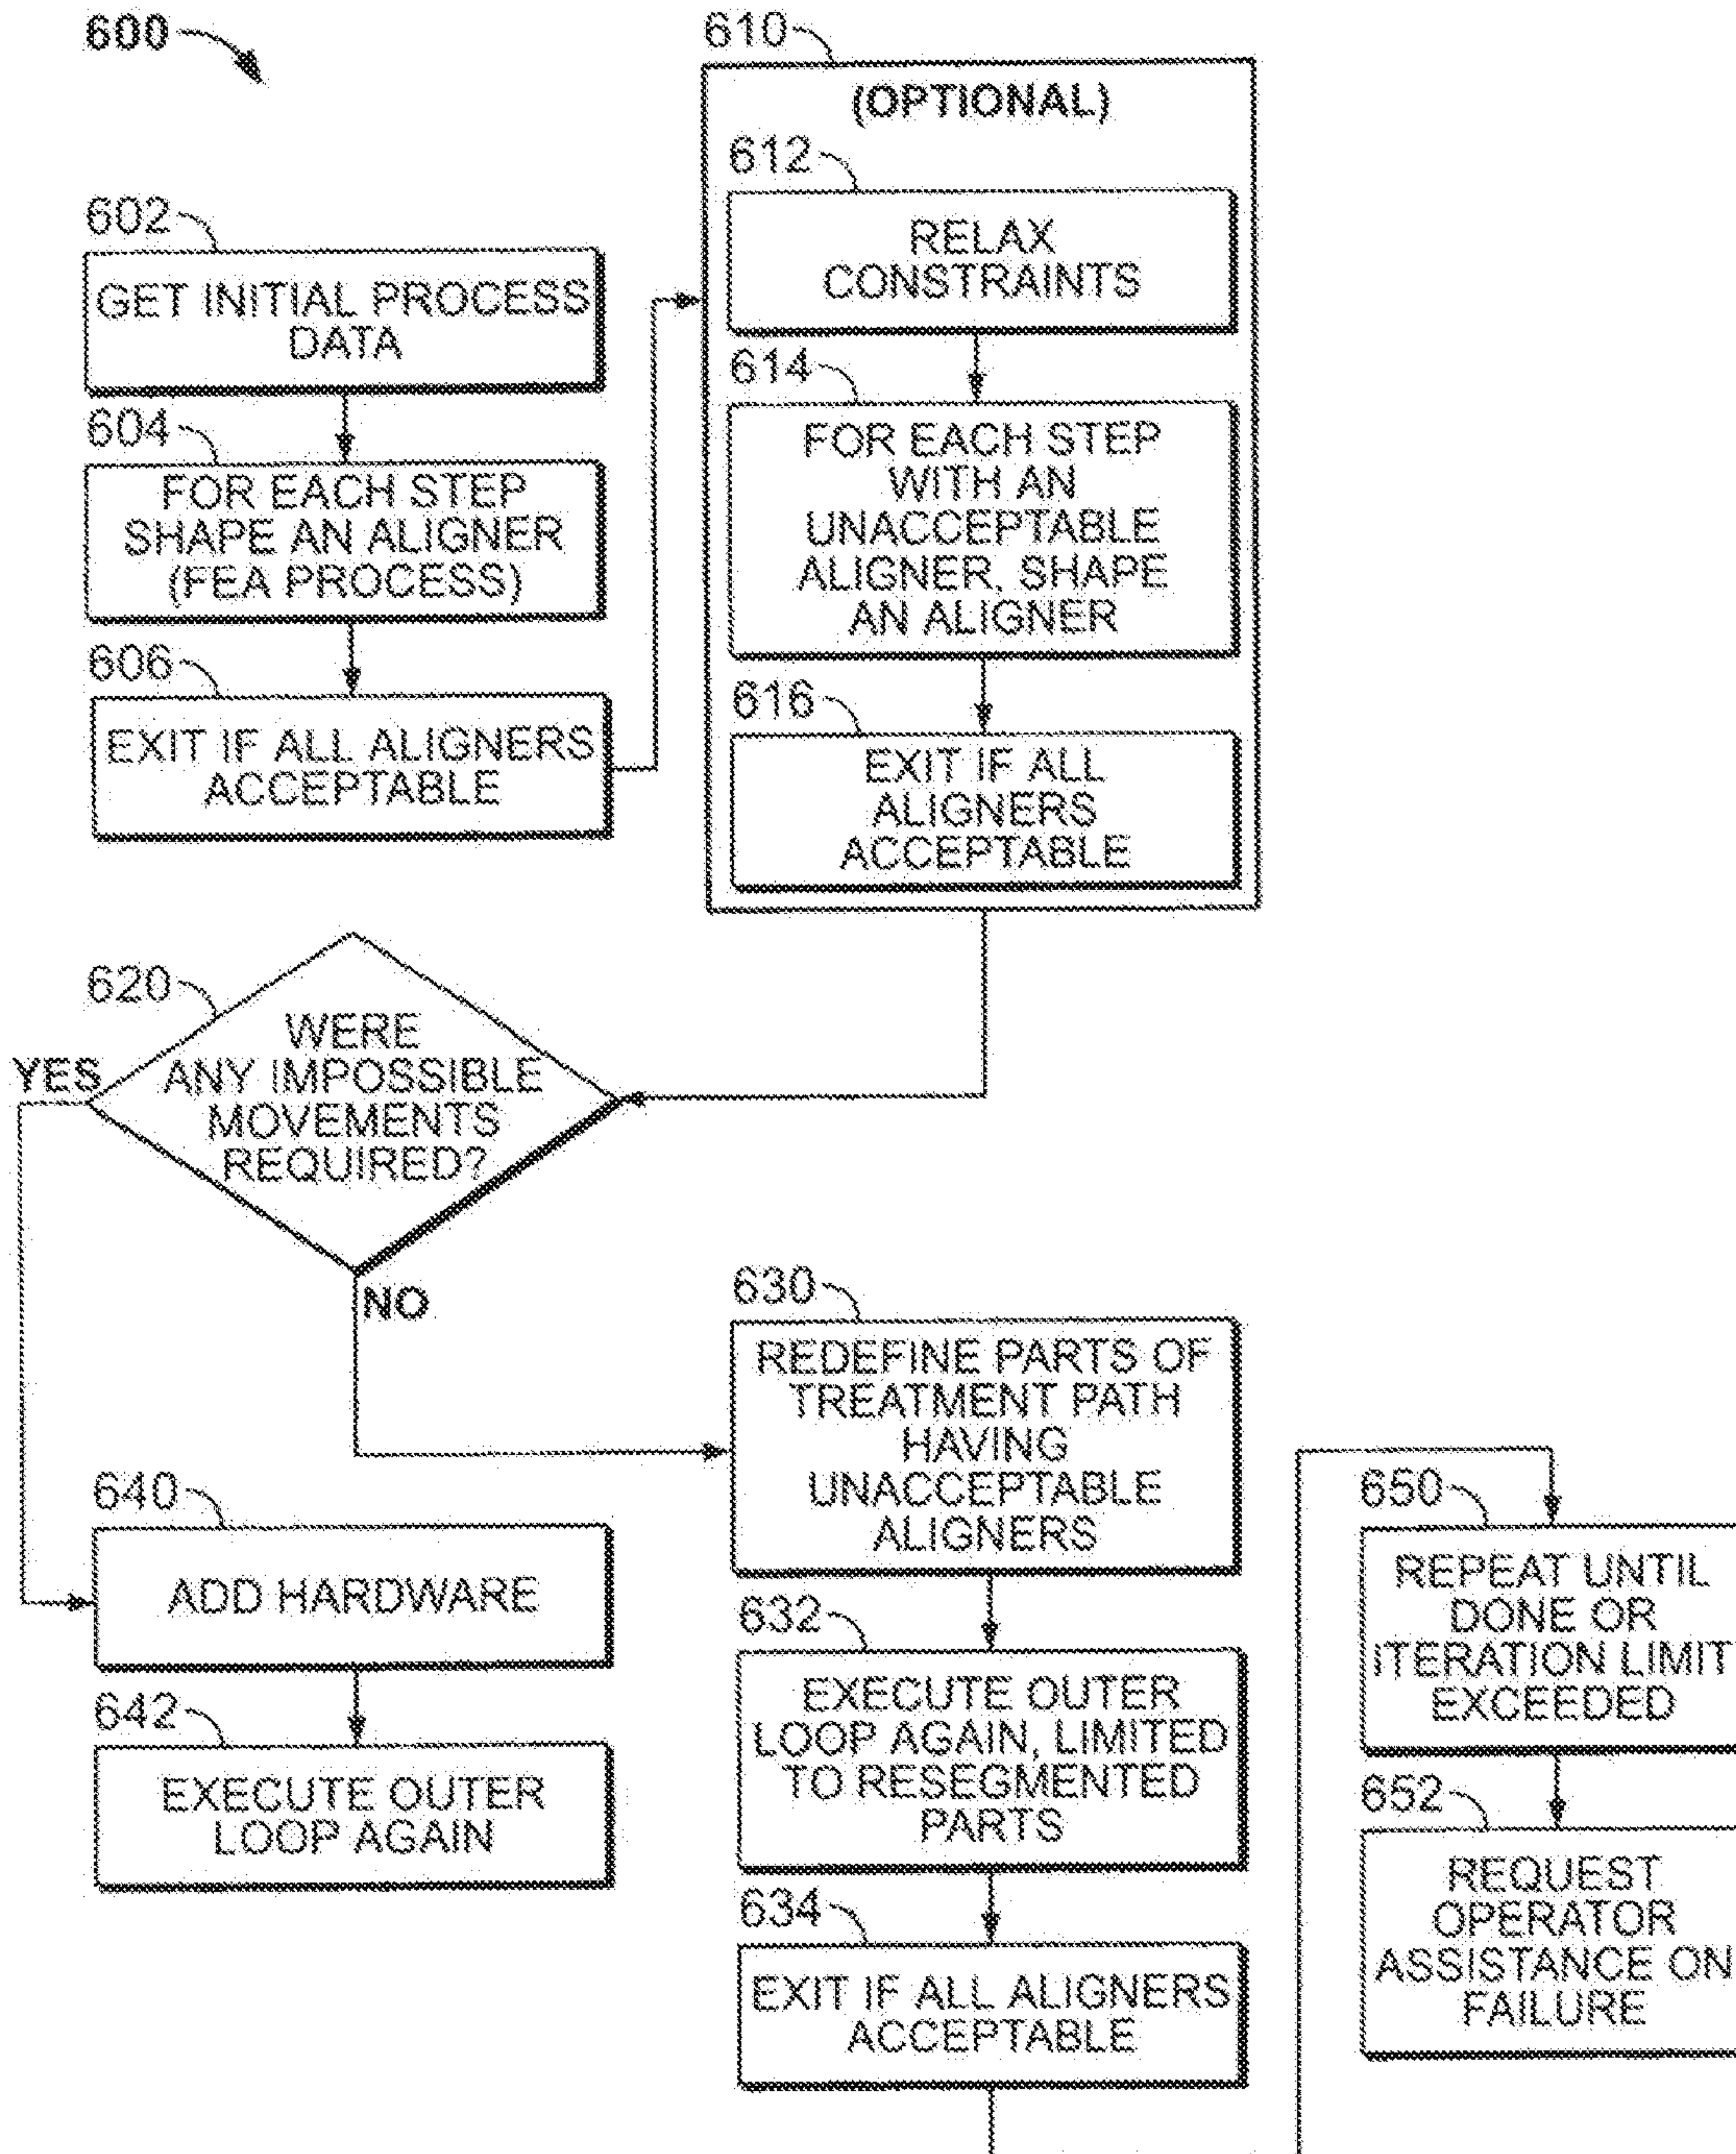 600
602
GET INITIAL PROCESS
DATA
604
FOR EACH STEP
SHAPE AN ALIGNER
(FEA PROCESS)
606
EXIT IF ALL ALIGNERS
ACCEPTABLE
610
(OPTIONAL)
612
RELAX
CONSTRAINTS
614
FOR EACH STEP
WITH AN
UNACCEPTABLE
ALIGNER, SHAPE
AN ALIGNER
616
EXIT IF ALL
ALIGNERS
ACCEPTABLE
620
WERE
ANY IMPOSSIBLE
MOVEMENTS
REQUIRED?
YES
NO
630
REDEFINE PARTS OF
TREATMENT PATH
HAVING
UNACCEPTABLE
ALIGNERS
632
EXECUTE OUTER
LOOP AGAIN, LIMITED
TO RESEGMENTED
PARTS
634
EXIT IF ALL ALIGNERS
ACCEPTABLE
640
ADD HARDWARE
642
EXECUTE OUTER
LOOP AGAIN
650
REPEAT UNTIL
DONE OR
ITERATION LIMIT
EXCEEDED
652
REQUEST
OPERATOR
ASSISTANCE ON
FAILURE